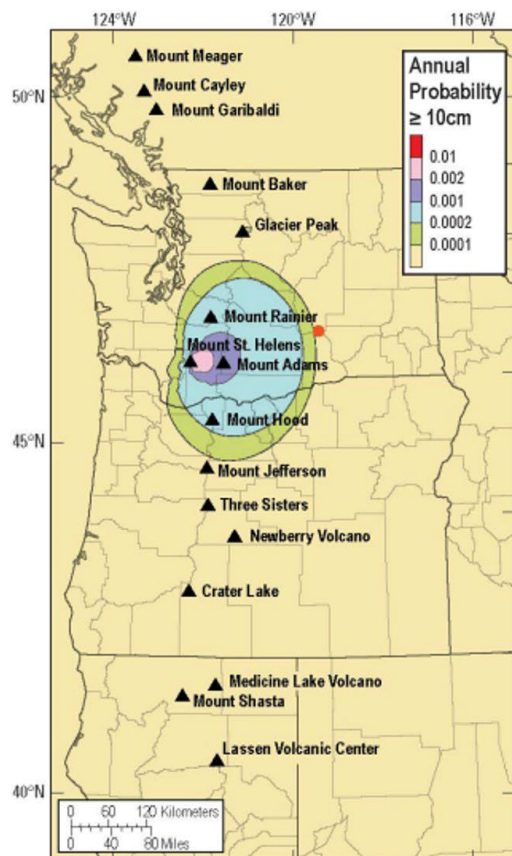 124°W 120°W 116°W
Mount Meager
Mount Cayley
50°N
Mount Garibaldi
Annual
Probability
≥ 10cm
0.01
0.002
0.001
0.0002
0.0001
Mount Baker
Glacier Peak
Mount Rainier
Mount St. Helens
Mount Adams
Mount Hood
45°N
Mount Jefferson
Three Sisters
Newberry Volcano
Crater Lake
Medicine Lake Volcano
Mount Shasta
Lassen Volcanic Center
40°N
0 60 120 Kilometers
0 40 80 Miles